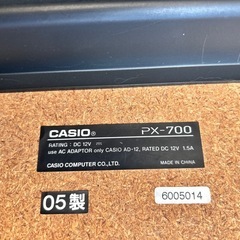 CASIO® PX-700
RATING: DC 12V ⎓
use AC ADAPTOR only CASIO AD-12, RATED DC 12V 1.5A
CASIO COMPUTER CO.,LTD. MADE IN CHINA
05製 6005014